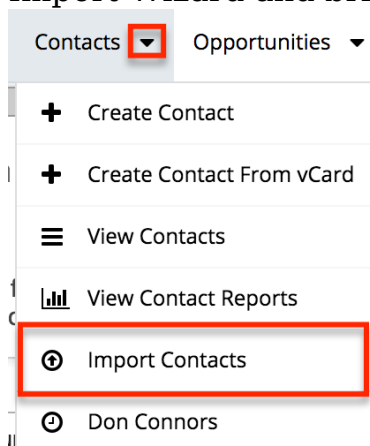 Contacts Opportunities
Create Contact
Create Contact From vCard
View Contacts
View Contact Reports
Import Contacts
Don Connors